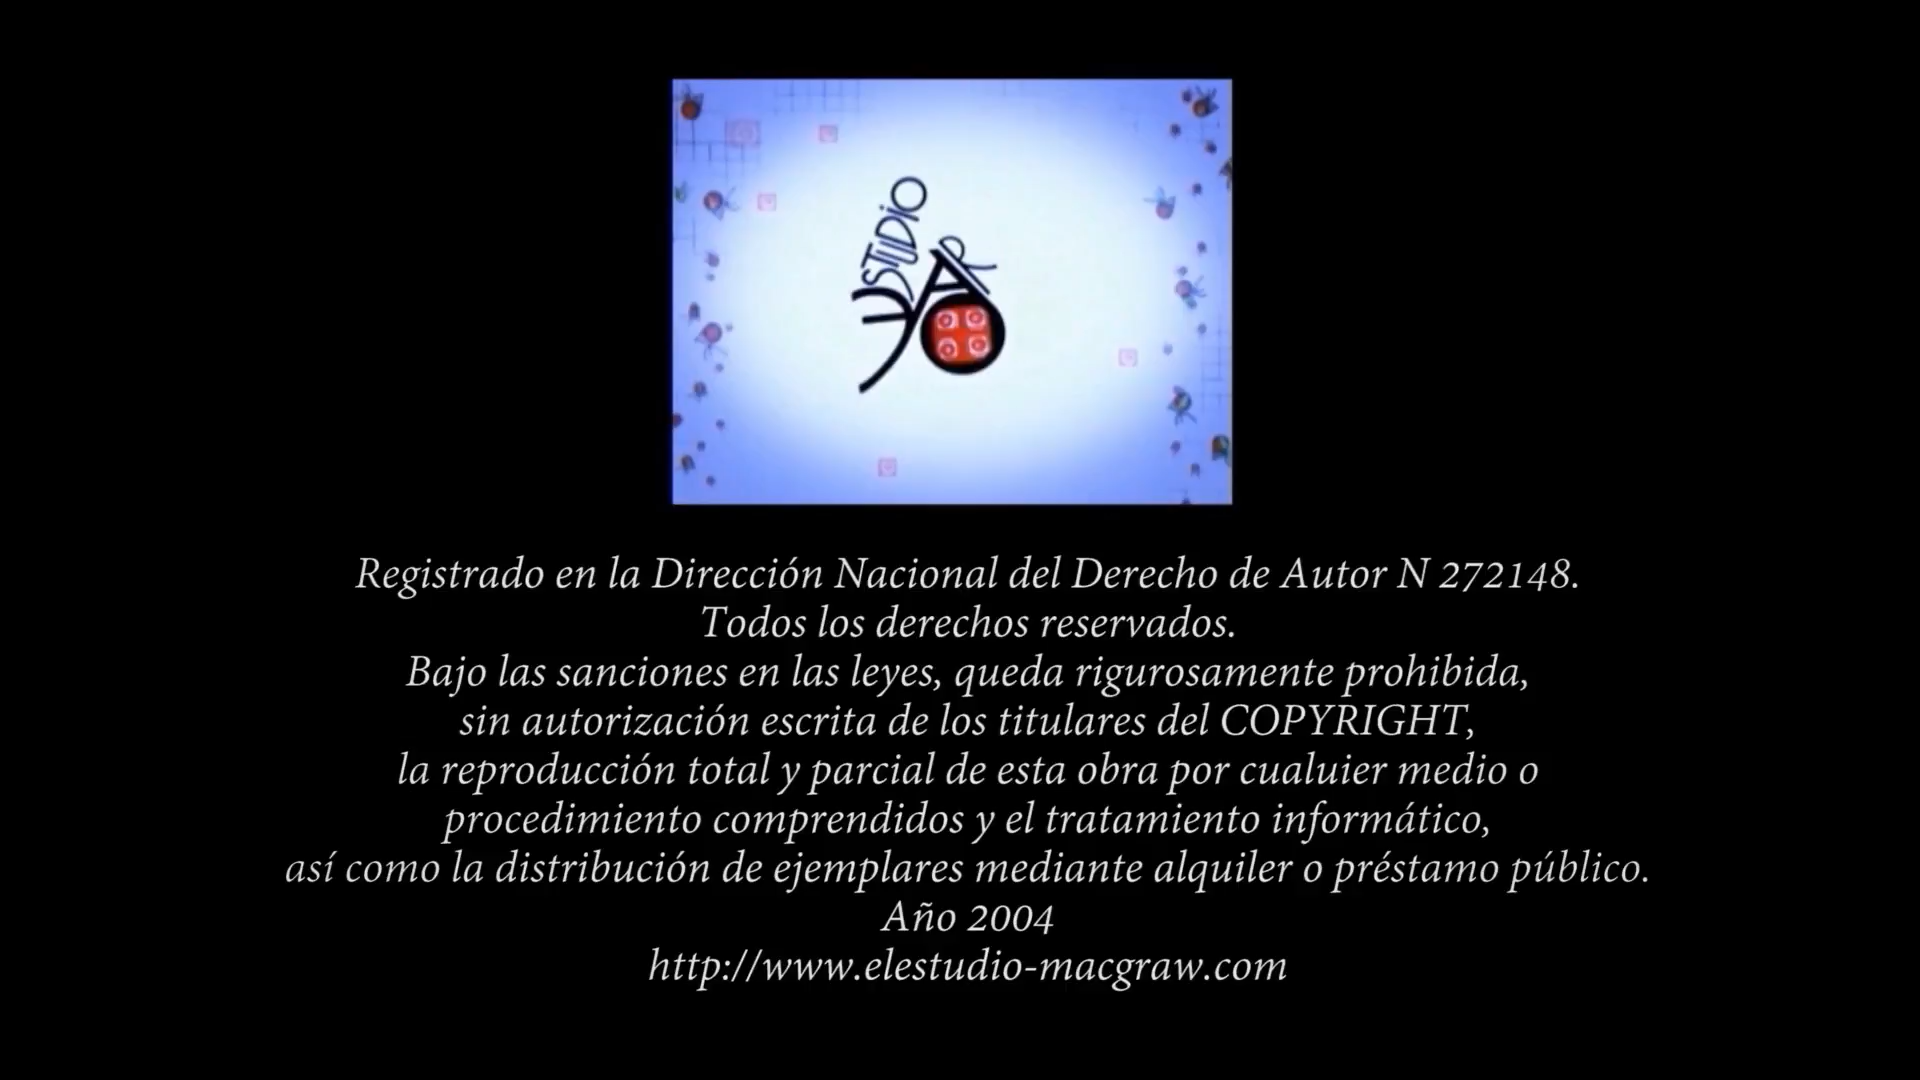 ESTUDiO
Registrado en la Dirección Nacional del Derecho de Autor N 272148.
Todos los derechos reservados.
Bajo las sanciones en las leyes, queda rigurosamente prohibida,
sin autorización escrita de los titulares del COPYRIGHT,
la reproducción total y parcial de esta obra por cualuier medio o
procedimiento comprendidos y el tratamiento informático,
así como la distribución de ejemplares mediante alquiler o préstamo público.
Año 2004
http://www.elestudio-macgraw.com